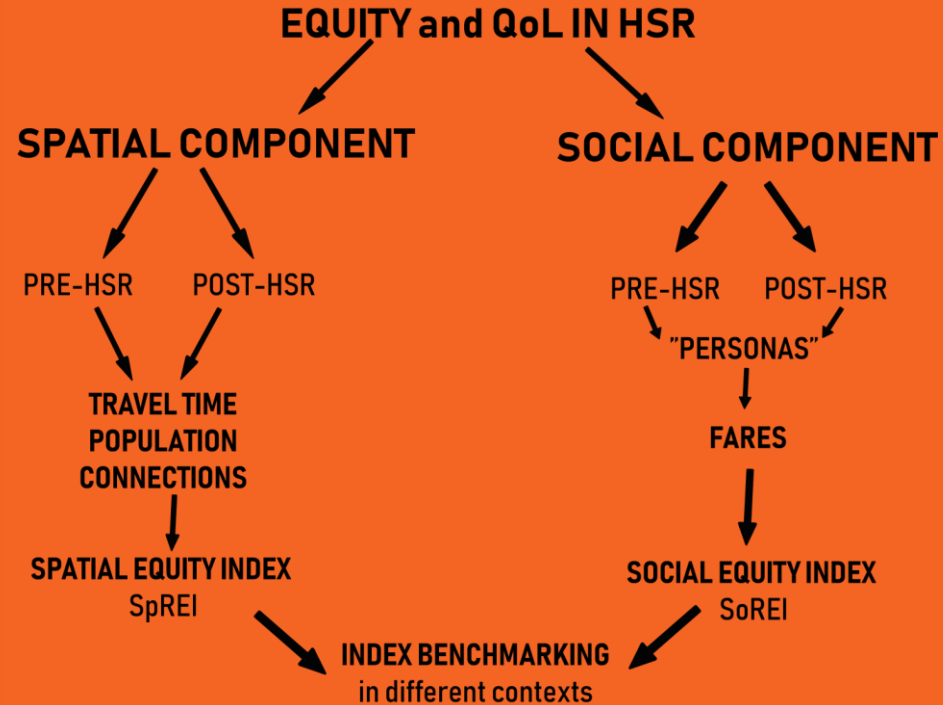 EQUITY and QoL IN HSR
SPATIAL COMPONENT
SOCIAL COMPONENT
PRE-HSR
POST-HSR
PRE-HSR
POST-HSR
"PERSONAS"
TRAVEL TIME
POPULATION
CONNECTIONS
FARES
SPATIAL EQUITY INDEX
SpREI
SOCIAL EQUITY INDEX
SoREI
INDEX BENCHMARKING
in different contexts